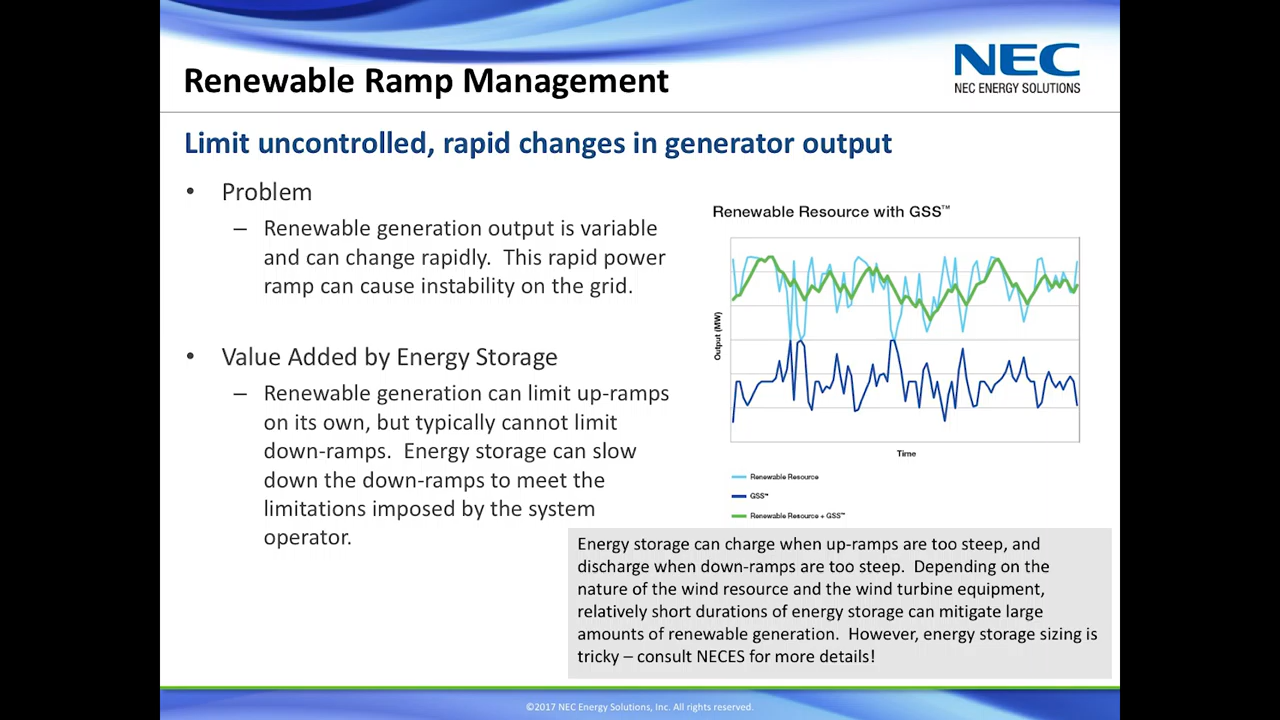 NEC
NEC ENERGY SOLUTIONS
Renewable Ramp Management
Limit uncontrolled, rapid changes in generator output
• Problem
– Renewable generation output is variable
and can change rapidly. This rapid power
ramp can cause instability on the grid.
• Value Added by Energy Storage
– Renewable generation can limit up-ramps
on its own, but typically cannot limit
down-ramps. Energy storage can slow
down the down-ramps to meet the
limitations imposed by the system
operator.
Renewable Resource with GSS™
Output (MW)
Time
Renewable Resource
GSS™
Renewable Resource + GSS™
Energy storage can charge when up-ramps are too steep, and
discharge when down-ramps are too steep. Depending on the
nature of the wind resource and the wind turbine equipment,
relatively short durations of energy storage can mitigate large
amounts of renewable generation. However, energy storage sizing is
tricky – consult NECES for more details!
©2017 NEC Energy Solutions, Inc. All rights reserved.